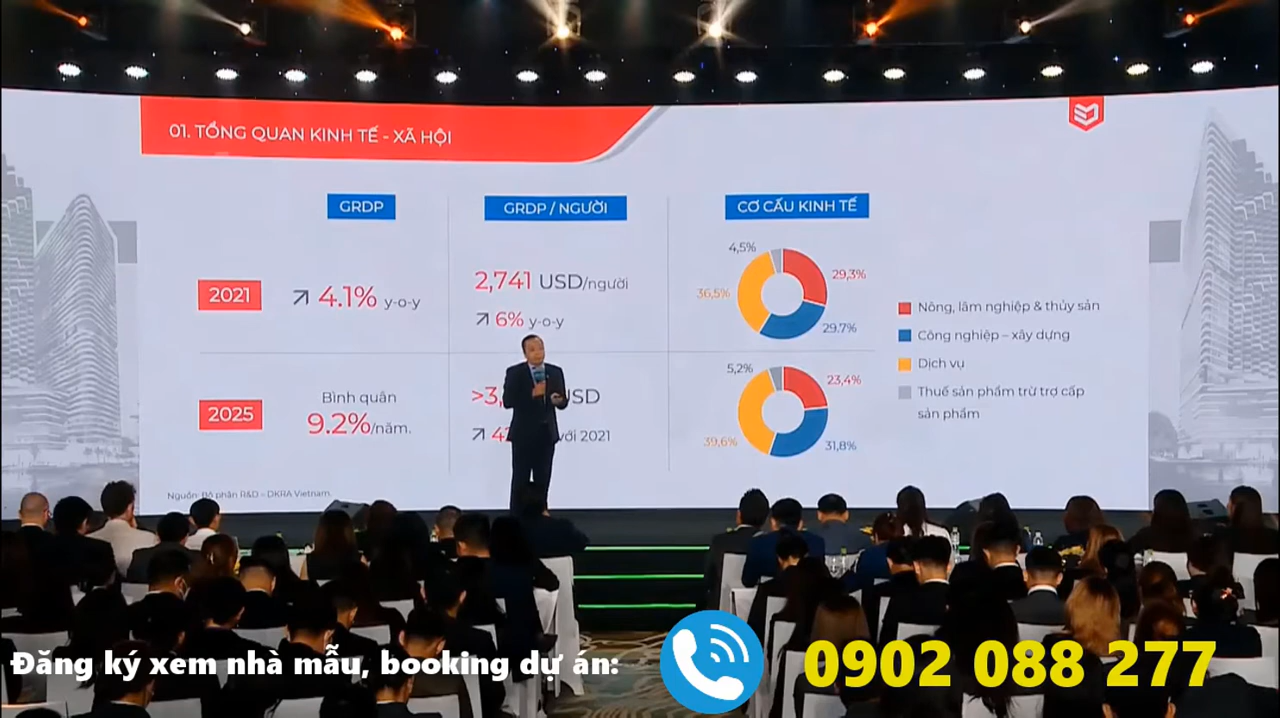 01. TỔNG QUAN KINH TẾ - XÃ HỘI
GRDP
GRDP / NGƯỜI
CƠ CẤU KINH TẾ
2021
4.1% y-o-y
2,741 USD/người
6% y-o-y
4,5%
29,3%
36,5%
29.7%
Nông, lâm nghiệp & thủy sản
Công nghiệp – xây dựng
Dịch vụ
Thuế sản phẩm trừ trợ cấp
sản phẩm
2025
Bình quân
9.2%/năm.
>3,
USD
với 2021
5,2%
23,4%
39,6%
31,8%
Nguồn: Bộ phận R&D – DKRA Vietnam.
Đăng ký xem nhà mẫu, booking dự án:
0902 088 277